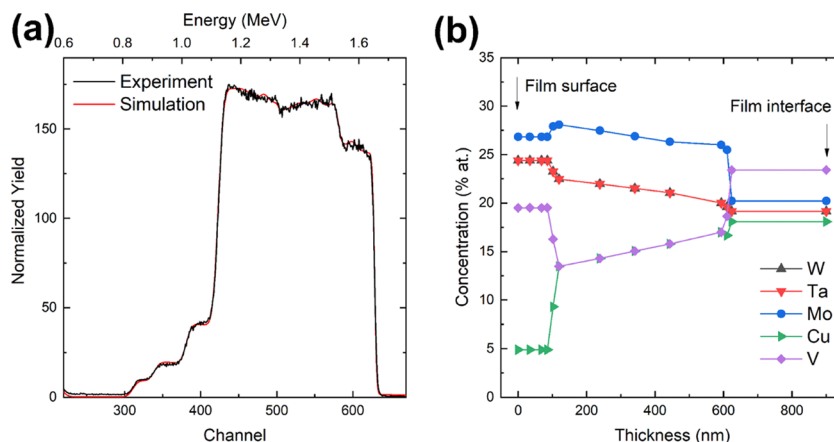 (a)
Energy (MeV)
0.6 0.8 1.0 1.2 1.4 1.6
Experiment
Simulation
Normalized Yield
150
100
50
0
300 400 500 600
Channel
(b)
35
30
25
20
15
10
5
0
Concentration (% at.)
Film surface
Film interface
W
Ta
Mo
Cu
V
0 200 400 600 800
Thickness (nm)